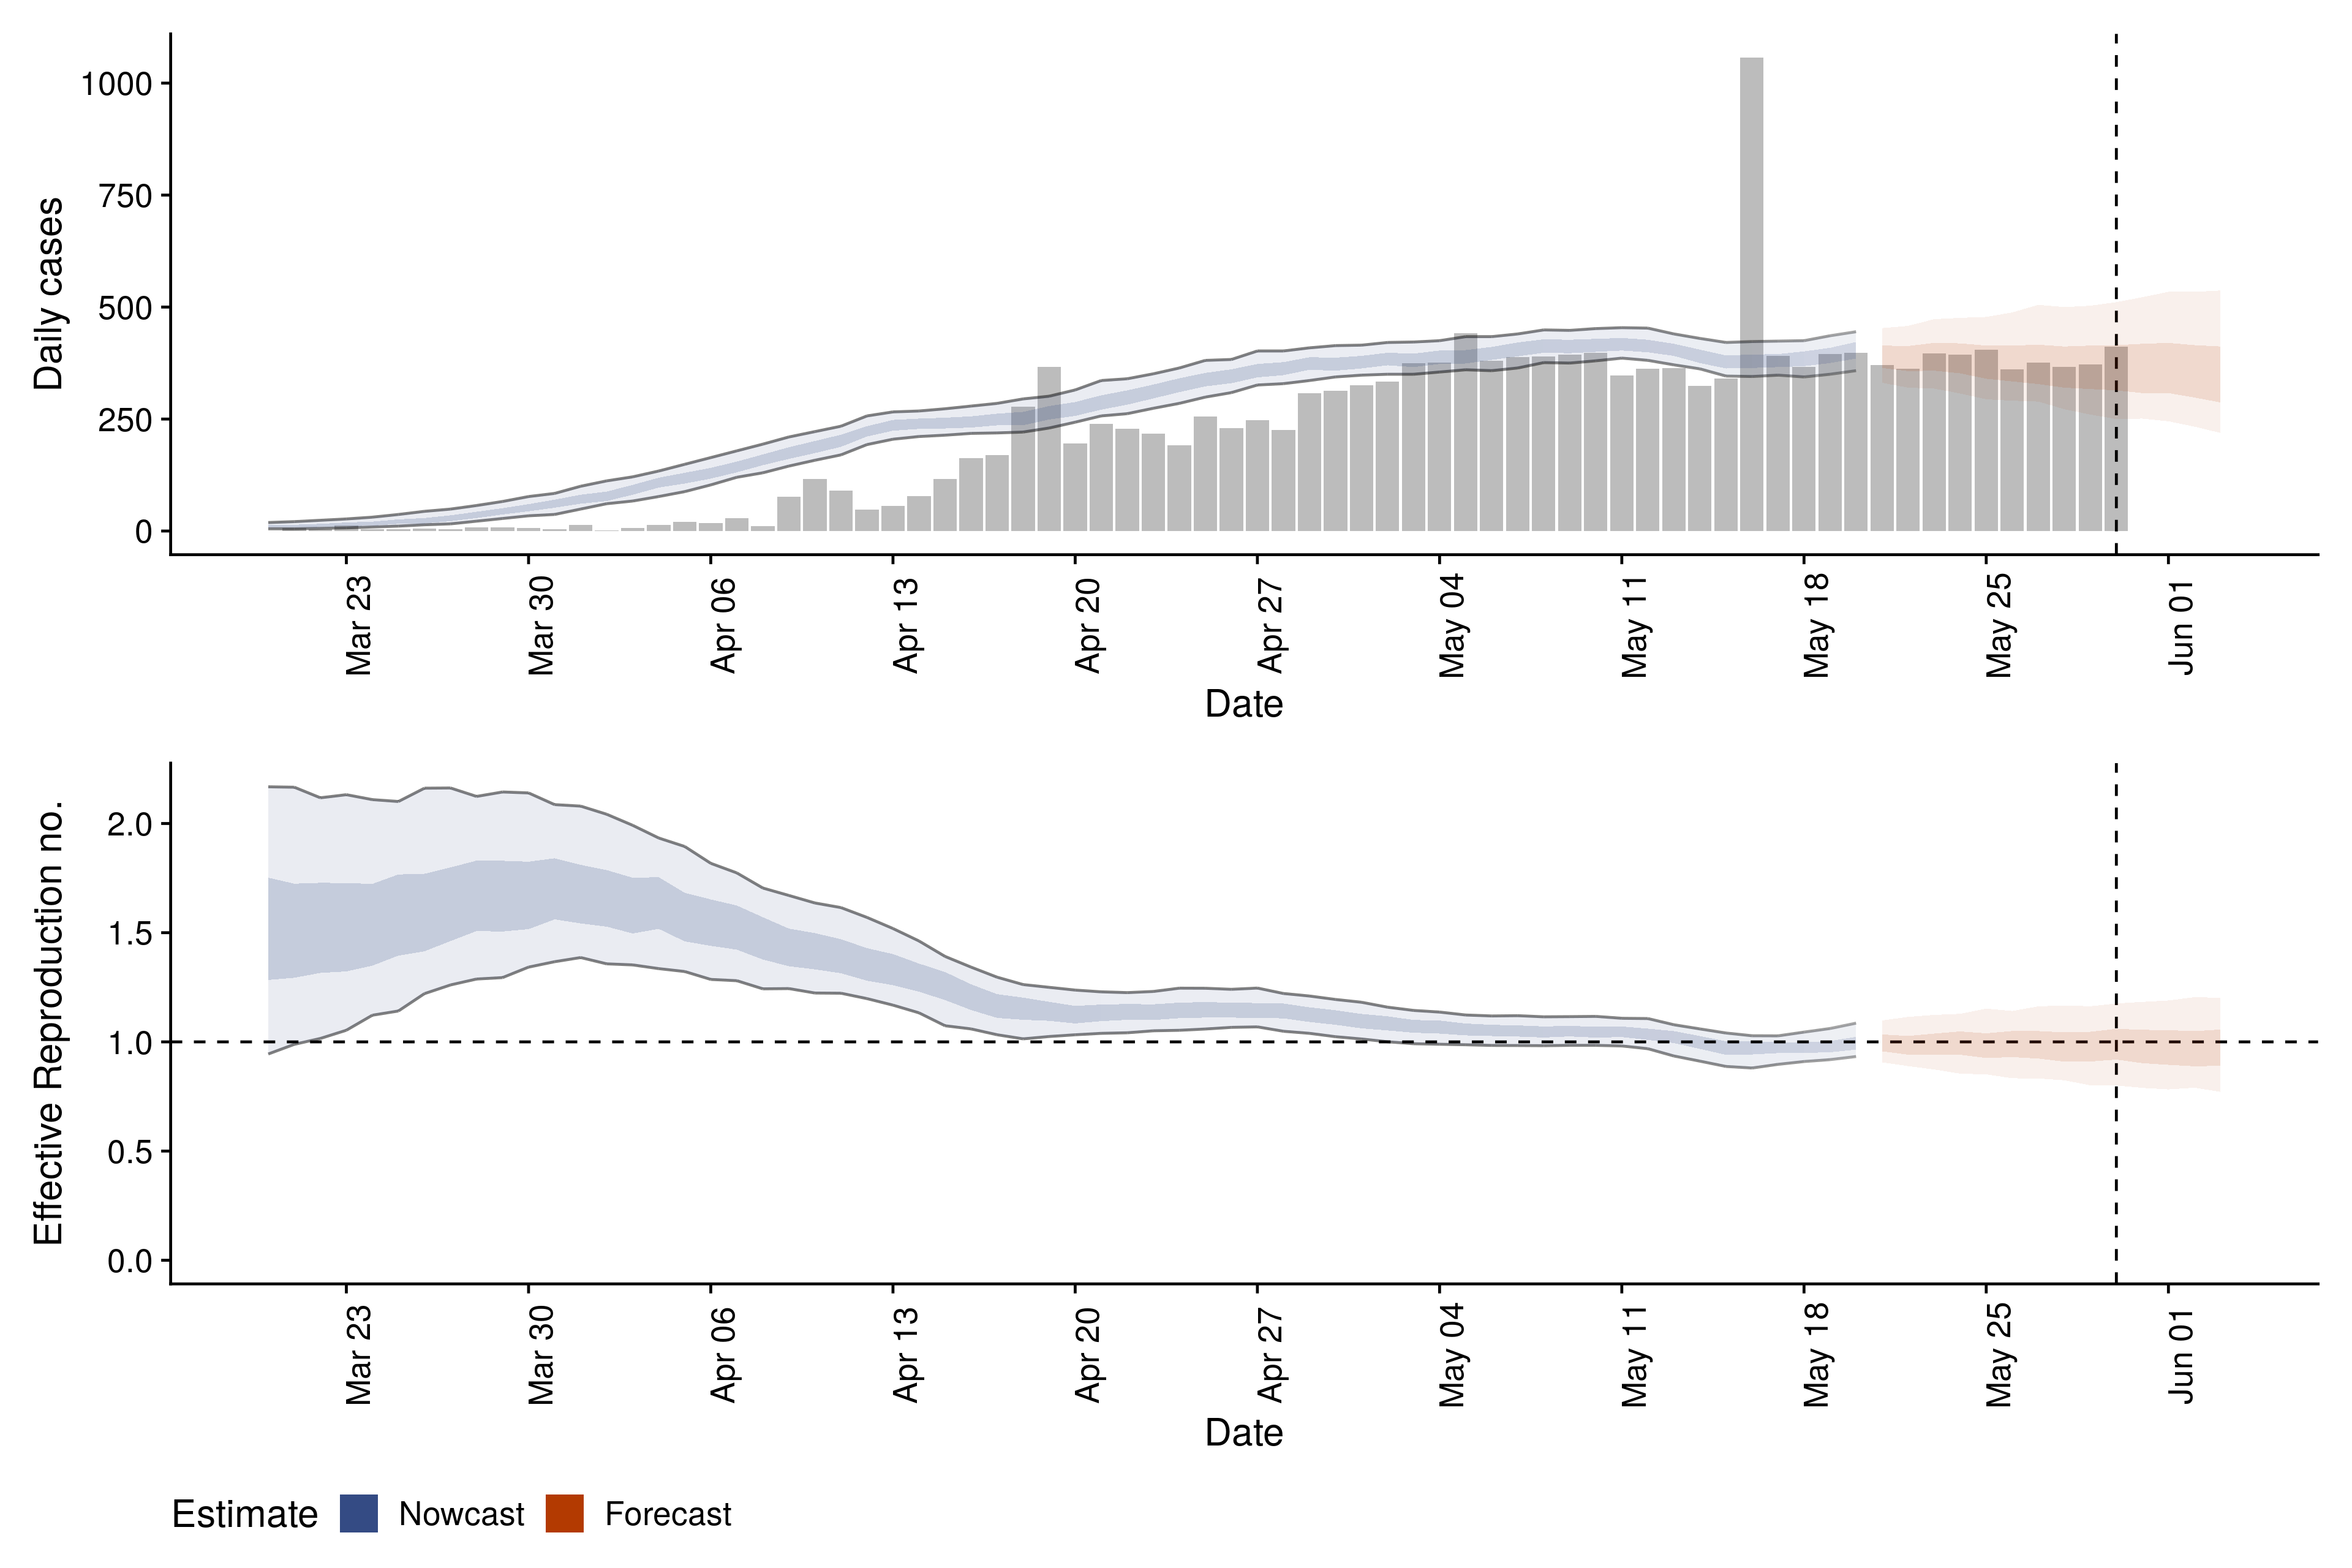 Daily cases
1000
750
500
250
0
Mar 23
Mar 30
Apr 06
Apr 13
Apr 20
Apr 27
May 04
May 11
May 18
May 25
Jun 01
Date
Effective Reproduction no.
2.0
1.5
1.0
0.5
0.0
Mar 23
Mar 30
Apr 06
Apr 13
Apr 20
Apr 27
May 04
May 11
May 18
May 25
Jun 01
Date
Estimate Nowcast Forecast